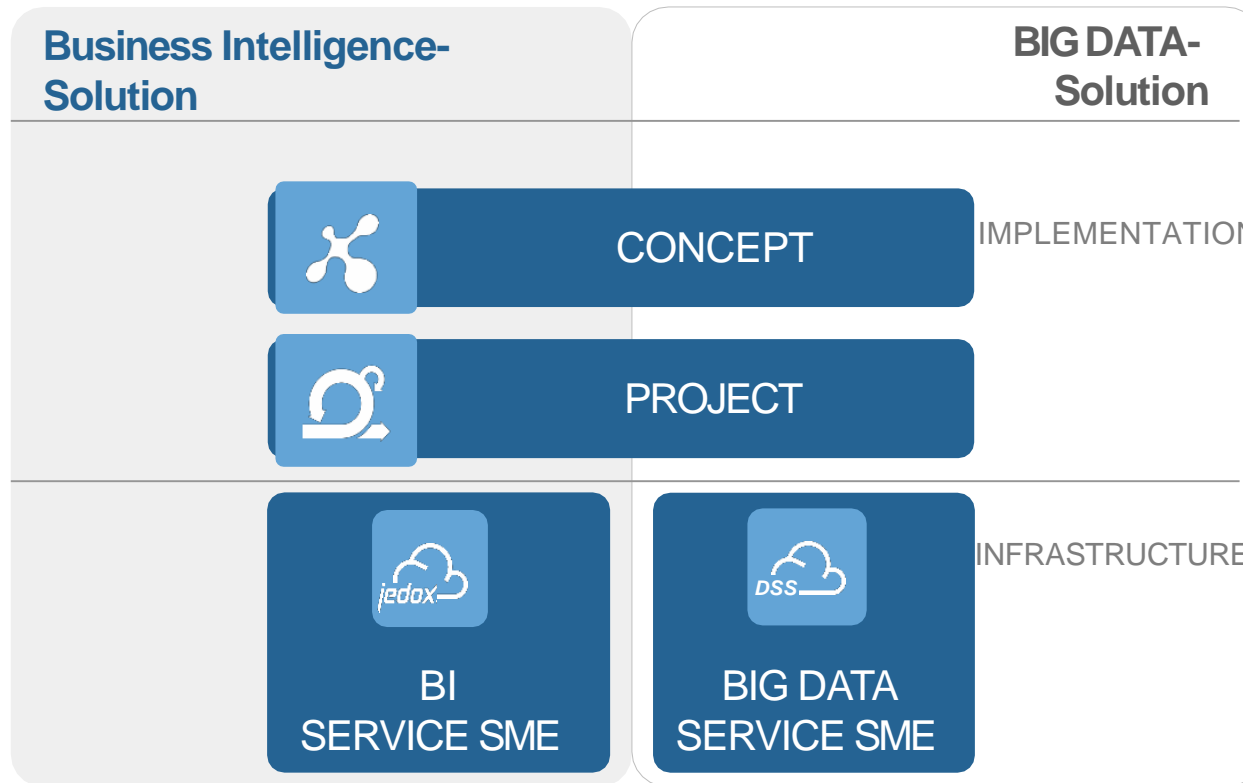 Business Intelligence-
Solution
BIG DATA-
Solution
CONCEPT
IMPLEMENTATION
PROJECT
jedox
DSS
INFRASTRUCTURE
BI
SERVICE SME
BIG DATA
SERVICE SME